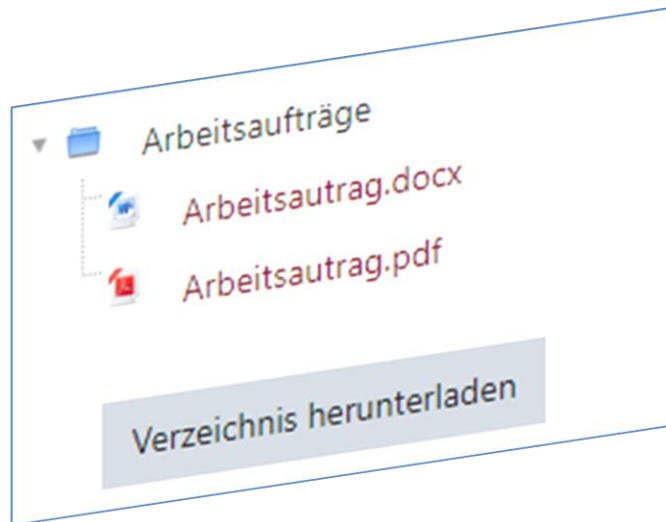 Arbeitsaufträge
Arbeitsautrag.docx
Arbeitsautrag.pdf
Verzeichnis herunterladen